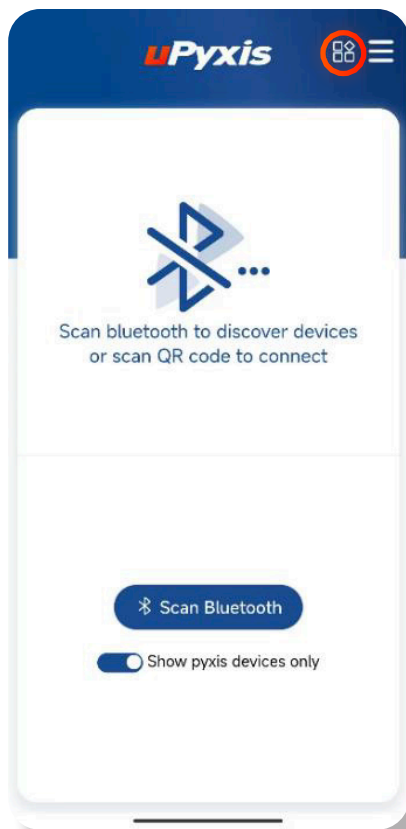 uPyxis
Scan bluetooth to discover devices
or scan QR code to connect
Scan Bluetooth
Show pyxis devices only